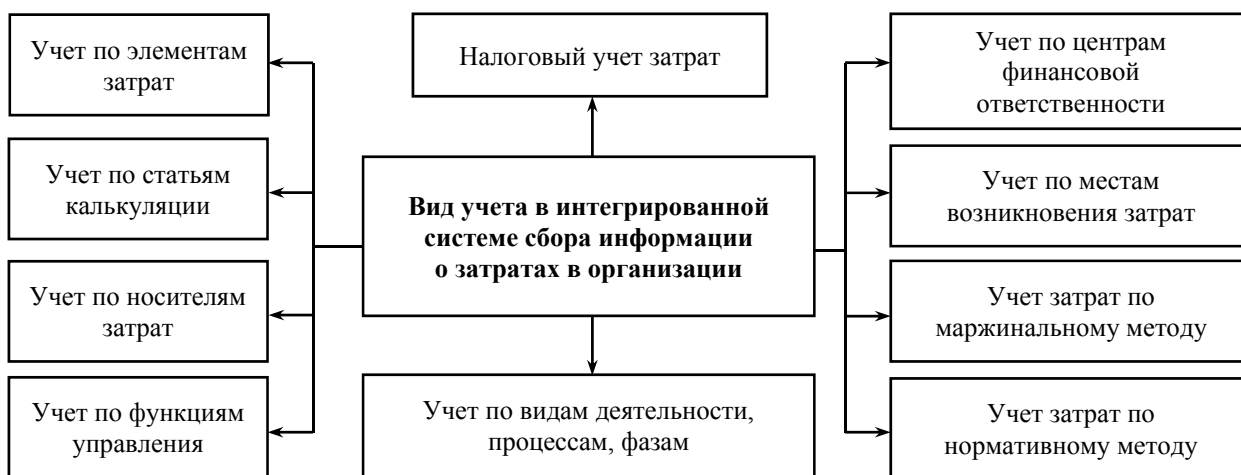 Учет по элементам
затрат
Учет по статьям
калькуляции
Учет по носителям
затрат
Учет по функциям
управления
Налоговый учет затрат
Вид учета в интегрированной
системе сбора информации
о затратах в организации
Учет по видам деятельности,
процессам, фазам
Учет по центрам
финансовой
ответственности
Учет по местам
возникновения затрат
Учет затрат по
маржинальному методу
Учет затрат по
нормативному методу